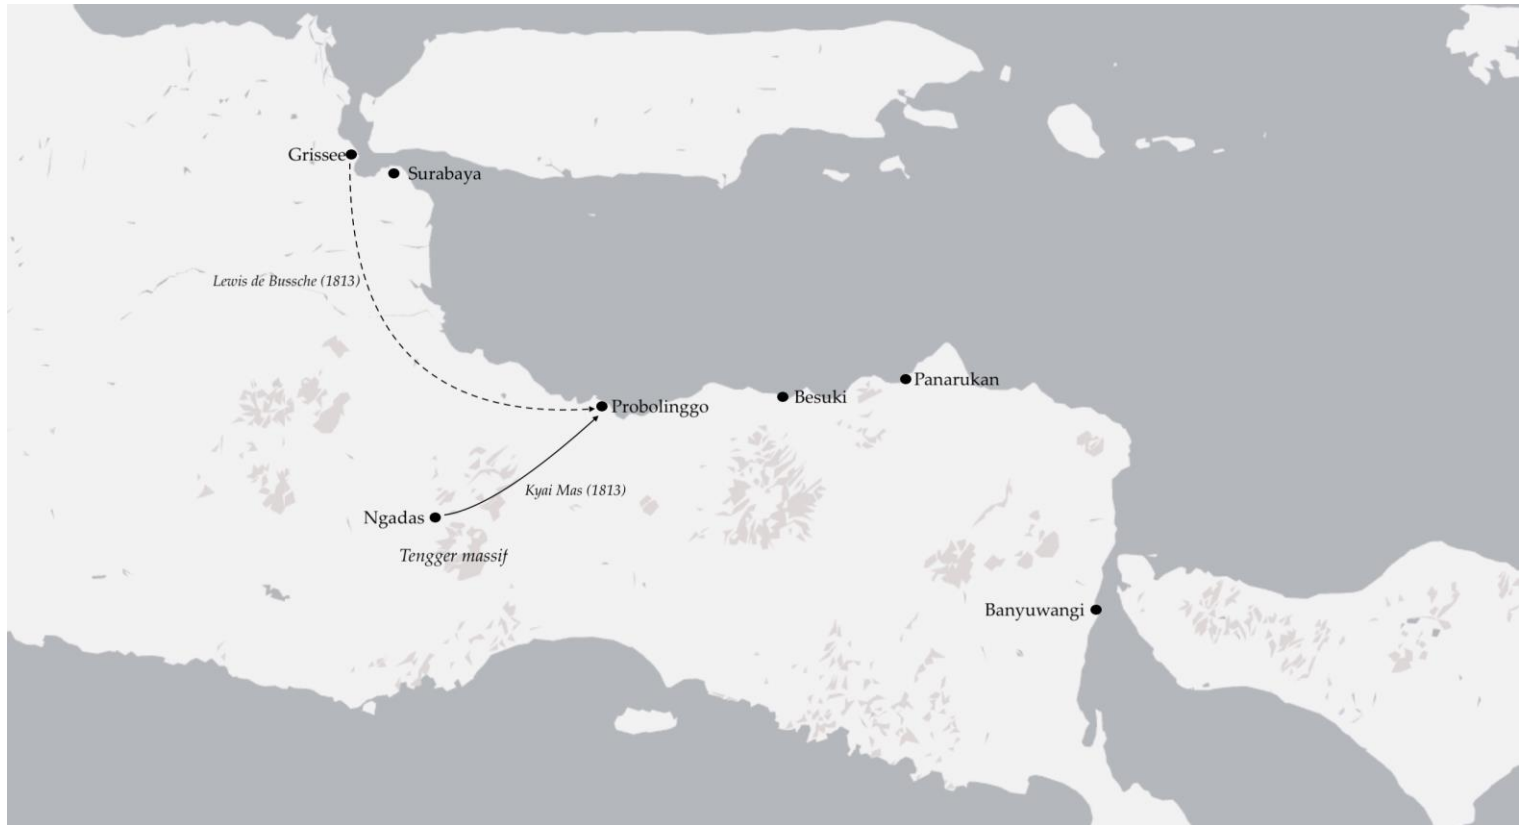 Grissee
Surabaya
Lewis de Bussche (1813)
Panarukan
Besuki
Probolinggo
Kyai Mas (1813)
Ngadas
Tengger massif
Banyuwangi